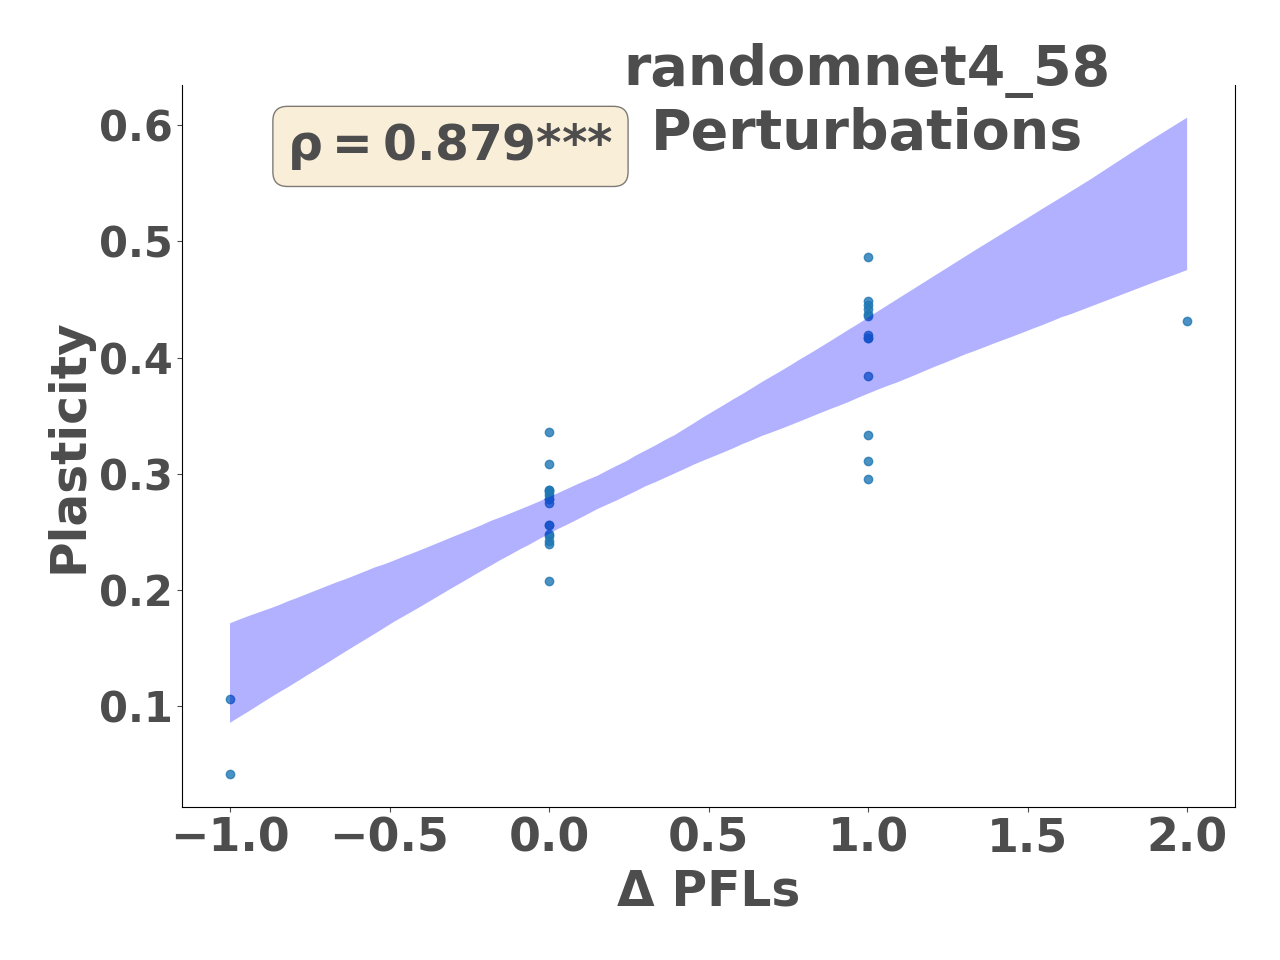 randomnet4_58
Perturbations
ρ = 0.879***
Plasticity
0.6
0.5
0.4
0.3
0.2
0.1
−1.0 −0.5 0.0 0.5 1.0 1.5 2.0
Δ PFLs